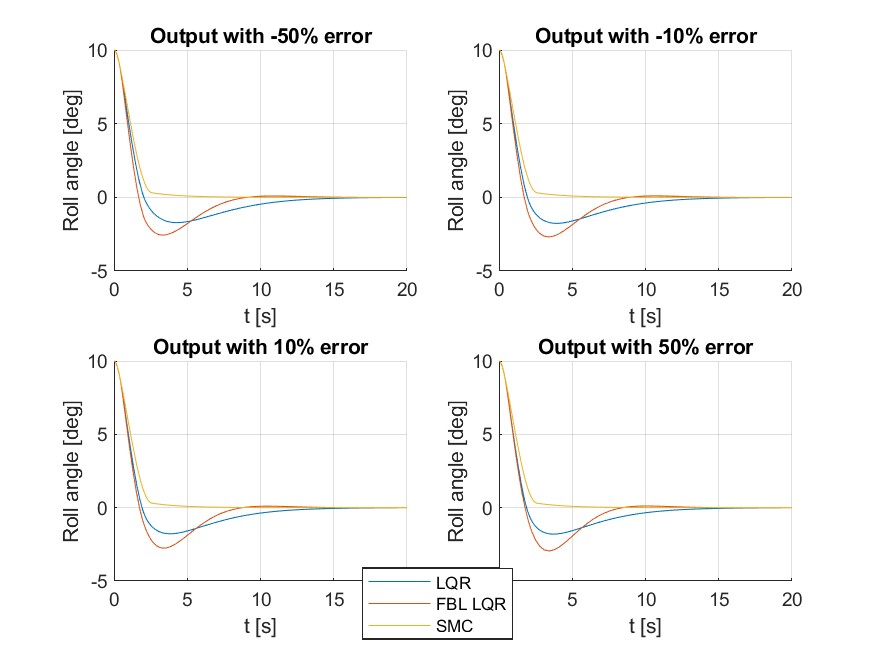 Output with -50% error
10
5
0
-5
Roll angle [deg]
0 5 10 15 20
t [s]
Output with -10% error
10
5
0
-5
Roll angle [deg]
0 5 10 15 20
t [s]
Output with 10% error
10
5
0
-5
Roll angle [deg]
0 5 10 15 20
t [s]
Output with 50% error
10
5
0
Roll angle [deg]
5 10 15 20
t [s]
LQR
FBL LQR
SMC